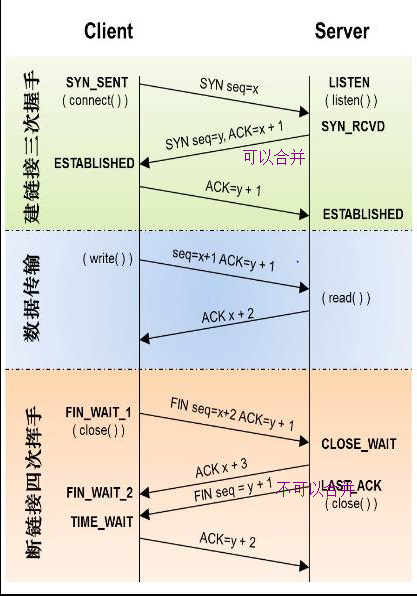 Client
Server
建链接三次握手
SYN_SENT
( connect( ) )
SYN seq=x
LISTEN
( listen( ) )
SYN_RCVD
SYN seq=y, ACK=x + 1
可以合并
ESTABLISHED
ACK=y + 1
ESTABLISHED
数据传输
( write( ) )
seq=x+1 ACK=y + 1
( read( ) )
ACK x + 2
断链接四次挥手
FIN_WAIT_1
( close( ) )
FIN seq=x+2 ACK=y + 1
CLOSE_WAIT
ACK x + 3
FIN_WAIT_2
FIN seq = y + 1
不可以合并
LAST_ACK
( close( ) )
TIME_WAIT
ACK=y + 2